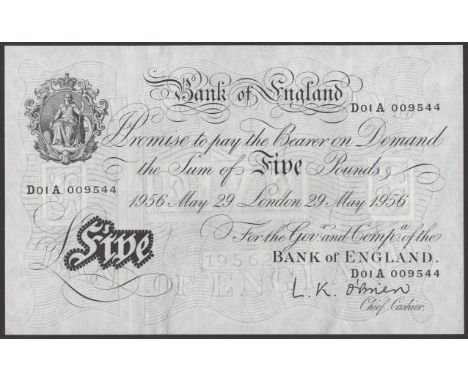 Bank of England
D01A 009544
I Promise to pay the Bearer on Demand
the Sum of Five Pounds
D01A 009544
1956 May 29 London 29 May 1956
For the Govr. and Compa. of the
BANK OF ENGLAND.
£Five
D01A 009544
L. K. O'Brien
Chief Cashier.